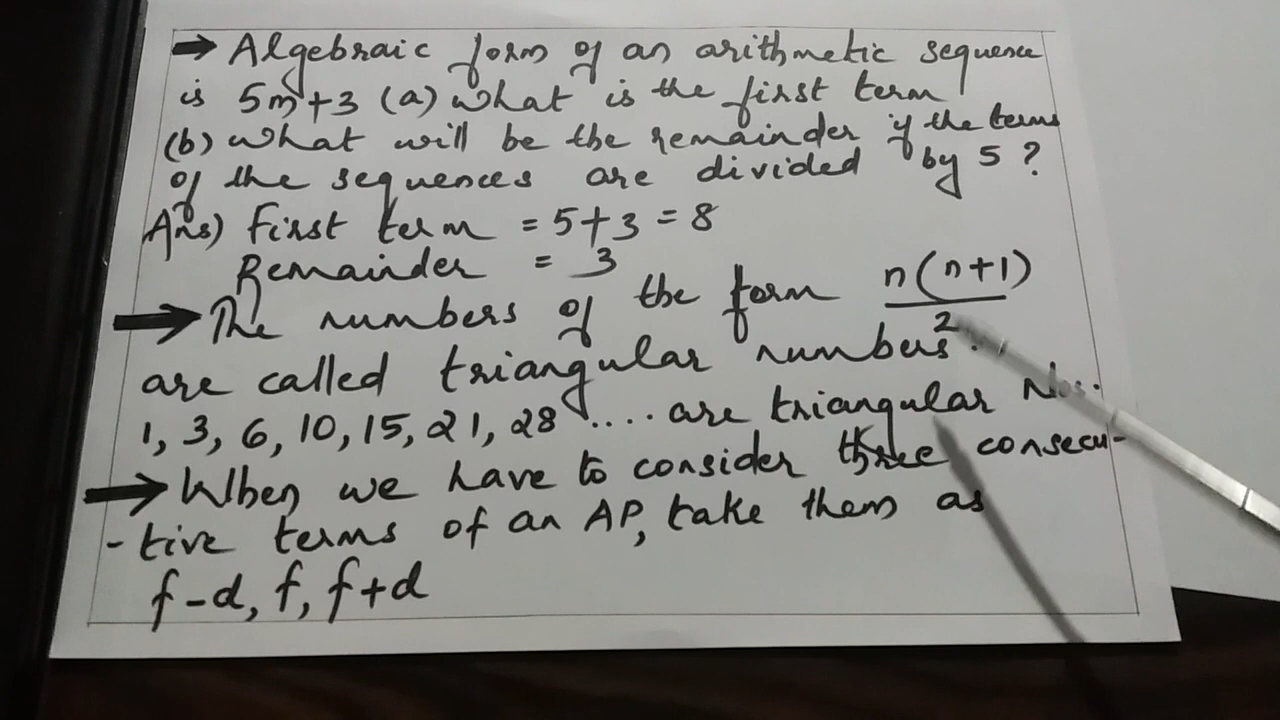 → Algebraic form of an arithmetic sequence
is 5n+3 (a) what is the first term
(b) what will be the remainder if the terms
of the sequences are divided by 5 ?
Ans) First term = 5+3 = 8
Remainder = 3
→ The numbers of the form n(n+1)/2
are called triangular numbers.
1, 3, 6, 10, 15, 21, 28 .... are triangular Nos.
→ When we have to consider three consecu-
-tive terms of an AP, take them as
f-d, f, f+d